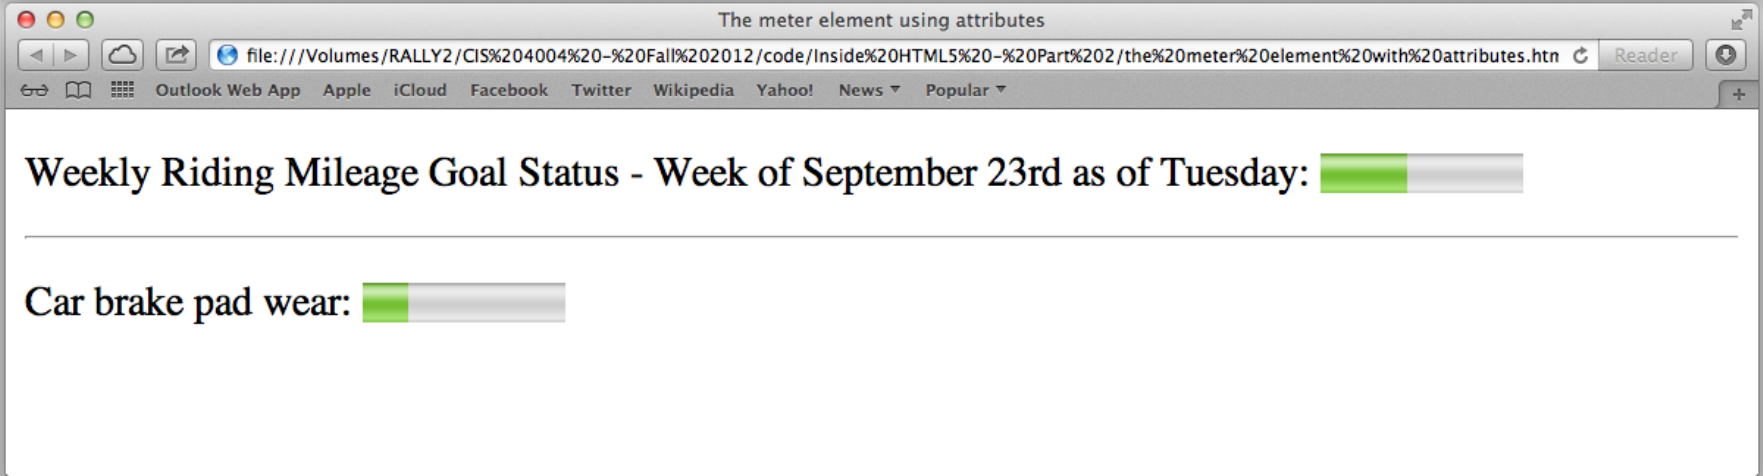 The meter element using attributes
file:///Volumes/RALLY2/CIS%204004%20-%20Fall%202012/code/Inside%20HTML5%20-%20Part%202/the%20meter%20element%20with%20attributes.htm
Reader
Outlook Web App Apple iCloud Facebook Twitter Wikipedia Yahoo! News Popular
Weekly Riding Mileage Goal Status - Week of September 23rd as of Tuesday:
Car brake pad wear: